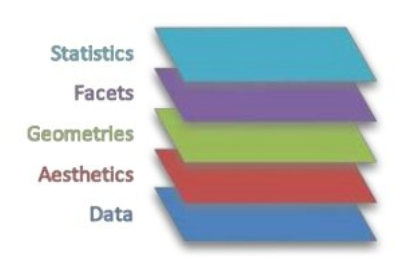 Statistics
Facets
Geometries
Aesthetics
Data